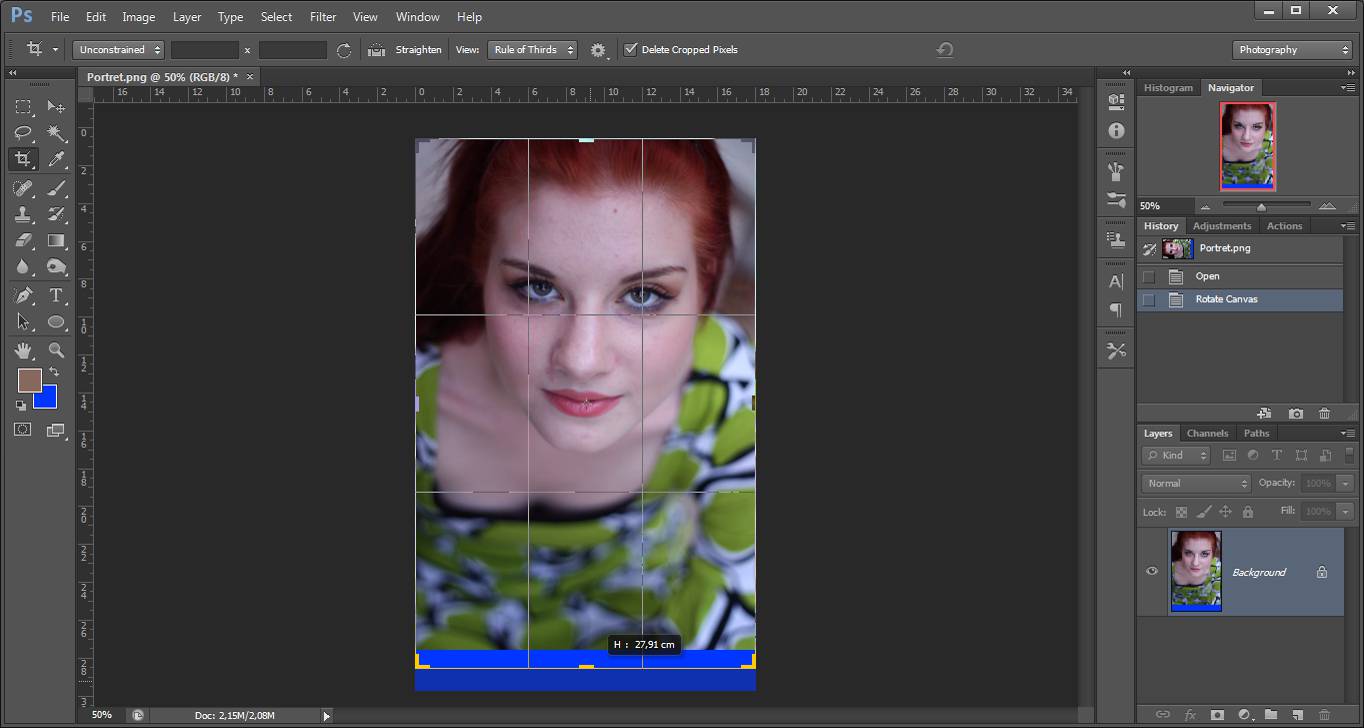 Ps File Edit Image Layer Type Select Filter View Window Help
Unconstrained x Straighten View: Rule of Thirds Delete Cropped Pixels Photography
Portret.png @ 50% (RGB/8) * ×
16 14 12 10 8 6 4 2 0 2 4 6 8 10 12 14 16 18 20 22 24 26 28 30 32 34
0
2
4
6
8
10
12
14
16
18
20
22
24
26
28
3
H : 27,91 cm
50% Doc: 2,15M/2,08M
Histogram Navigator
50%
History Adjustments Actions
Portret.png
Open
Rotate Canvas
Layers Channels Paths
Kind
Normal Opacity: 100%
Lock: Fill: 100%
Background
fx